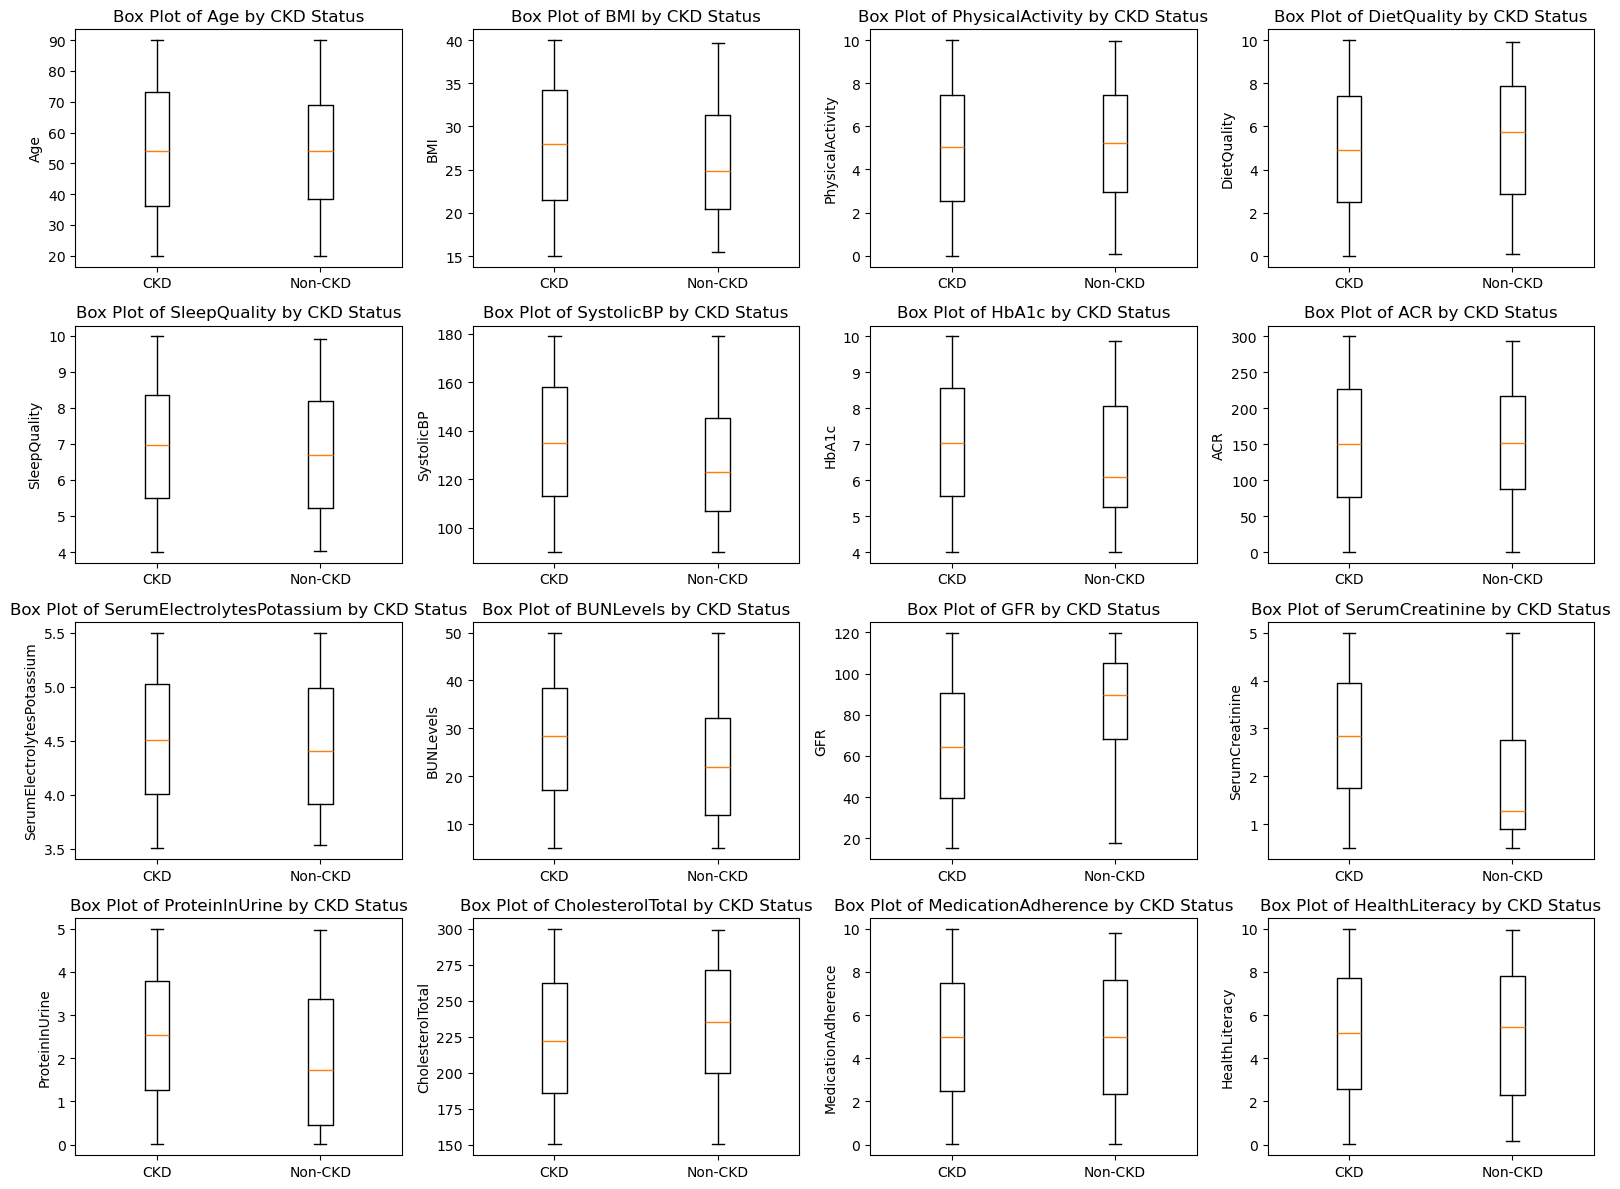 Box Plot of Age by CKD Status
Age
90
80
70
60
50
40
30
20
CKD Non-CKD
Box Plot of BMI by CKD Status
BMI
40
35
30
25
20
15
CKD Non-CKD
Box Plot of PhysicalActivity by CKD Status
PhysicalActivity
10
8
6
4
2
0
CKD Non-CKD
Box Plot of DietQuality by CKD Status
DietQuality
10
8
6
4
2
0
CKD Non-CKD
Box Plot of SleepQuality by CKD Status
SleepQuality
10
9
8
7
6
5
4
CKD Non-CKD
Box Plot of SystolicBP by CKD Status
SystolicBP
180
160
140
120
100
CKD Non-CKD
Box Plot of HbA1c by CKD Status
HbA1c
10
9
8
7
6
5
4
CKD Non-CKD
Box Plot of ACR by CKD Status
ACR
300
250
200
150
100
50
0
CKD Non-CKD
Box Plot of SerumElectrolytesPotassium by CKD Status
SerumElectrolytesPotassium
5.5
5.0
4.5
4.0
3.5
CKD Non-CKD
Box Plot of BUNLevels by CKD Status
BUNLevels
50
40
30
20
10
CKD Non-CKD
Box Plot of GFR by CKD Status
GFR
120
100
80
60
40
20
CKD Non-CKD
Box Plot of SerumCreatinine by CKD Status
SerumCreatinine
5
4
3
2
1
CKD Non-CKD
Box Plot of ProteinInUrine by CKD Status
ProteinInUrine
5
4
3
2
1
0
CKD Non-CKD
Box Plot of CholesterolTotal by CKD Status
CholesterolTotal
300
275
250
225
200
175
150
CKD Non-CKD
Box Plot of MedicationAdherence by CKD Status
MedicationAdherence
10
8
6
4
2
0
CKD Non-CKD
Box Plot of HealthLiteracy by CKD Status
HealthLiteracy
10
8
6
4
2
0
CKD Non-CKD